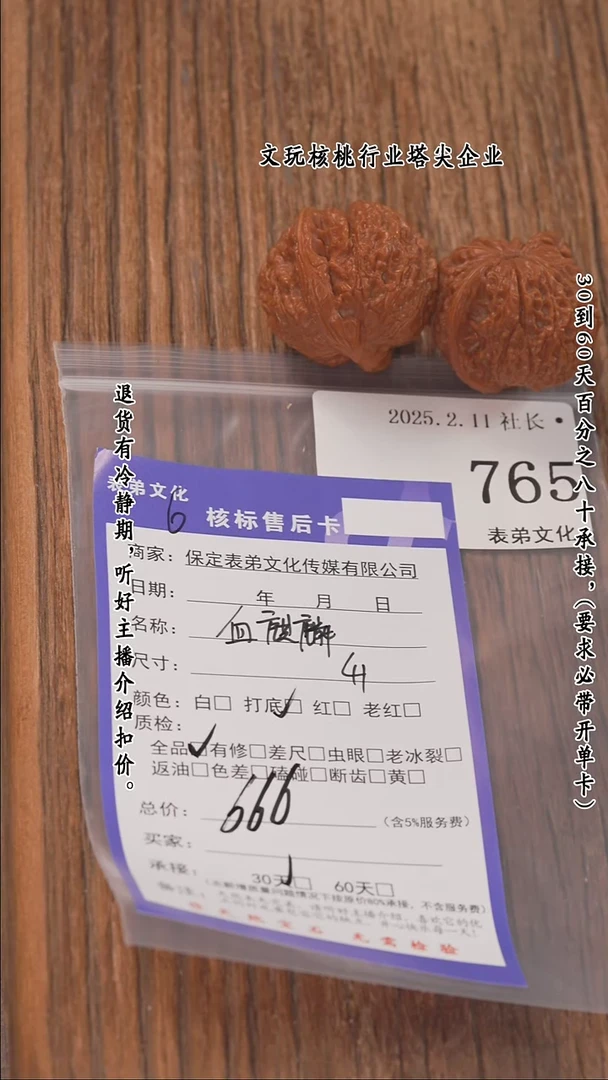 文玩核桃行业塔尖企业
30到60天百分之八十承接，（要求必带开单卡）
退货有冷静期，听好主播介绍扣价。
2025.2.11 社长·
765
表弟文化
表弟文化
6
核标售后卡
商家：保定表弟文化传媒有限公司
日期： 年 月 日
名称：血麒麟
尺寸：41
颜色：白□ 打底□✓ 红□ 老红□
质检：
全品□✓有修□差尺□虫眼□老冰裂□
返油□色差□磕碰□断齿□黄□
总价：666（含5%服务费）
买家：
承接：30天□ 60天□